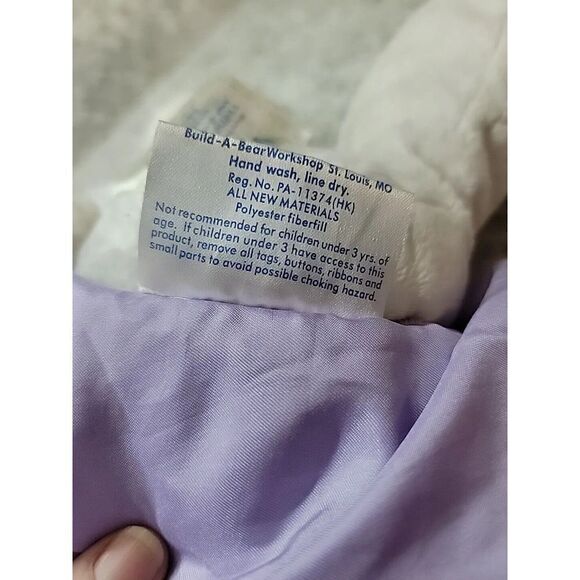 Build-A-BearWorkshop St. Louis, MO
Hand wash, line dry.
Reg. No. PA-11374(HK)
ALL NEW MATERIALS
Polyester fiberfill
Not recommended for children under 3 yrs. of
age. If children under 3 have access to this
product, remove all tags, buttons, ribbons and
small parts to avoid possible choking hazard.